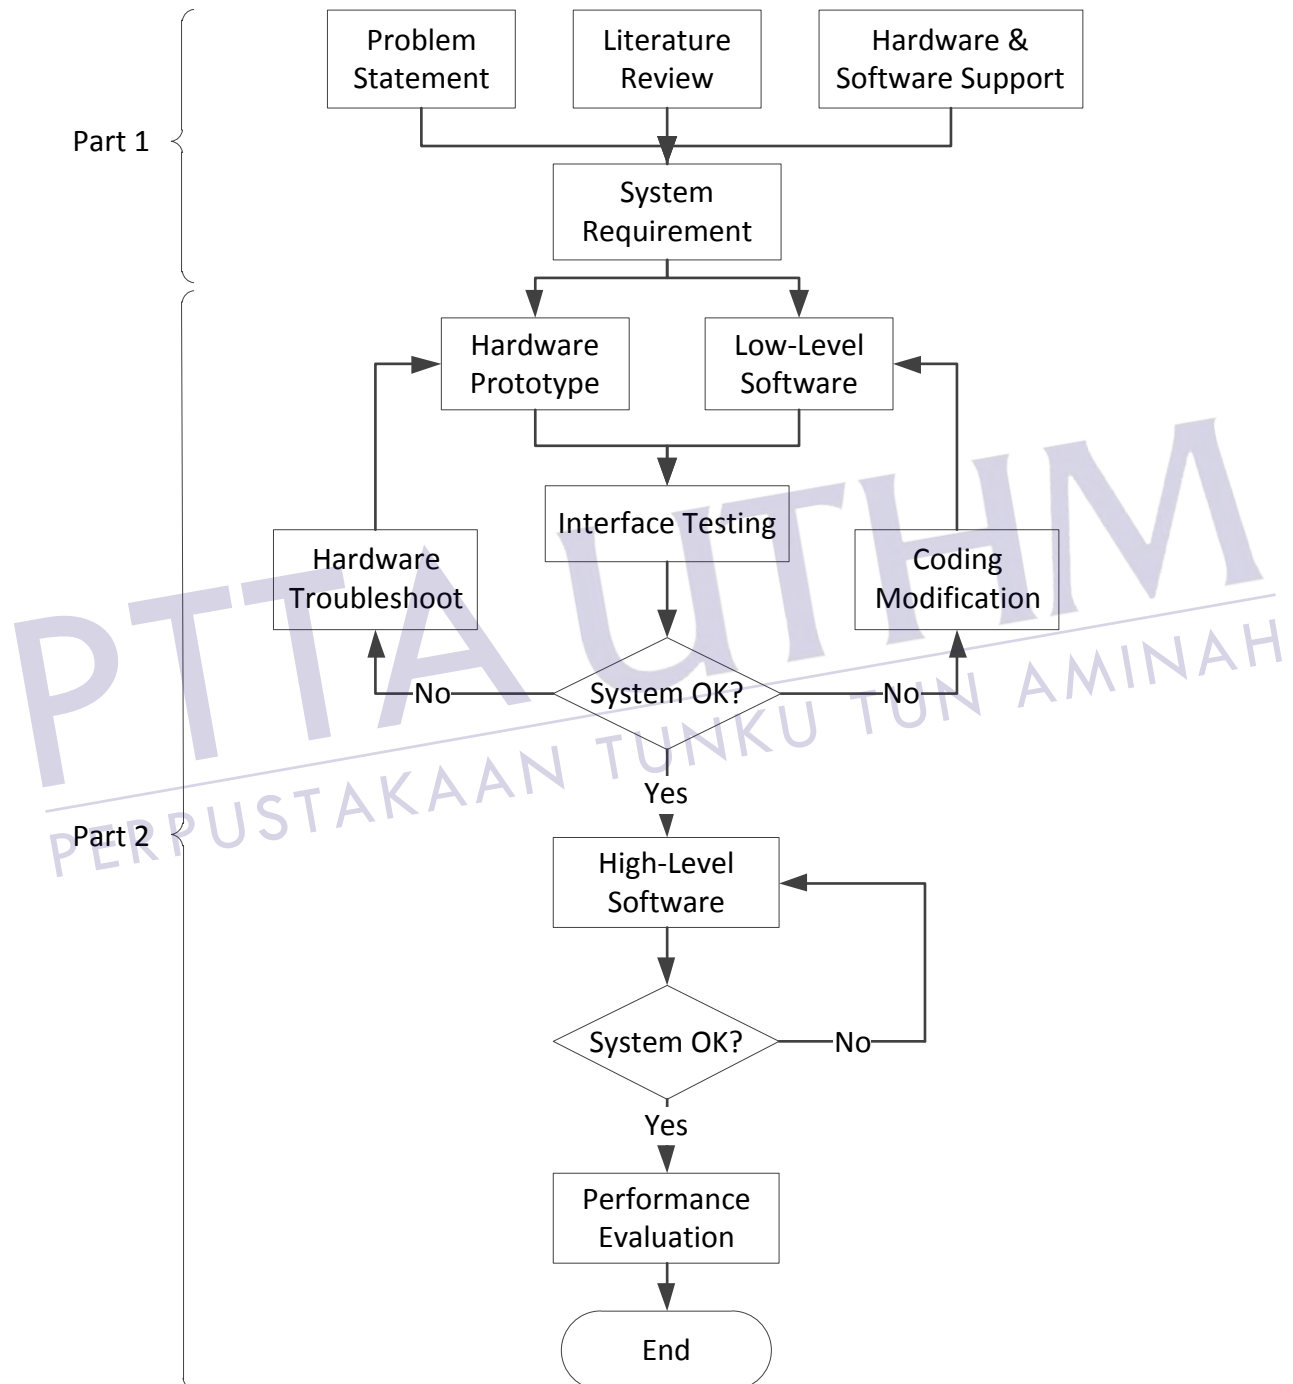 Problem
Statement
Literature
Review
Hardware &
Software Support
Part 1
System
Requirement
Hardware
Prototype
Low-Level
Software
Interface Testing
Hardware
Troubleshoot
Coding
Modification
No
System OK?
No
Yes
PTTA UTHM
PERPUSTAKAAN TUNKU TUN AMINAH
Part 2
High-Level
Software
System OK?
No
Yes
Performance
Evaluation
End